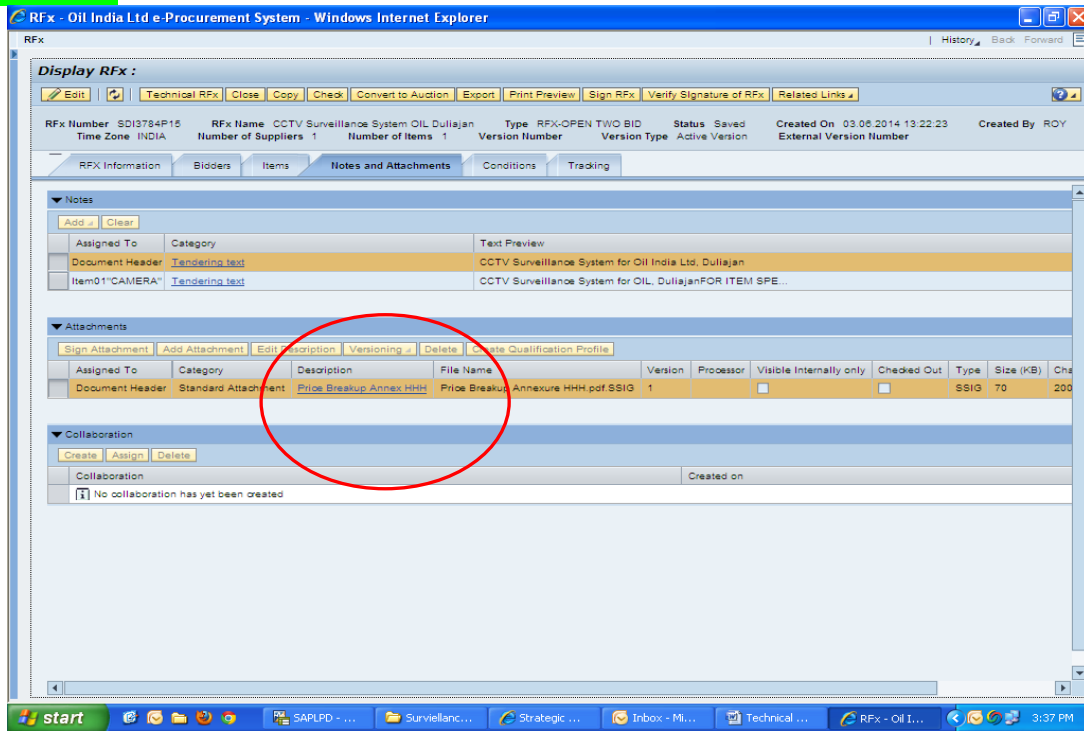 RFx - Oil India Ltd e-Procurement System - Windows Internet Explorer
RFx | History Back Forward
Display RFx :
Edit | Technical RFx Close Copy Check Convert to Auction Export Print Preview Sign RFx Verify Signature of RFx Related Links
RFx Number SDI3784P15 RFx Name CCTV Surveillance System OIL Duliajan Type RFX-OPEN TWO BID Status Saved Created On 03.06.2014 13:22:23 Created By ROY
Time Zone INDIA Number of Suppliers 1 Number of Items 1 Version Number Version Type Active Version External Version Number
RFX Information Bidders Items Notes and Attachments Conditions Tracking
Notes
Add Clear
Assigned To Category Text Preview
Document Header Tendering text CCTV Surveillance System for Oil India Ltd, Duliajan
Item01"CAMERA" Tendering text CCTV Surveillance System for OIL, DuliajanFOR ITEM SPE...
Attachments
Sign Attachment Add Attachment Edit Description Versioning Delete Create Qualification Profile
Assigned To Category Description File Name Version Processor Visible Internally only Checked Out Type Size (KB) Cha
Document Header Standard Attachment Price Breakup Annex HHH Price Breakup Annexure HHH.pdf.SSIG 1 SSIG 70 200
Collaboration
Create Assign Delete
Collaboration Created on
No collaboration has yet been created
start SAPLPD - ... Surviellanc... Strategic ... Inbox - Mi... Technical ... RFx - Oil I... 3:37 PM